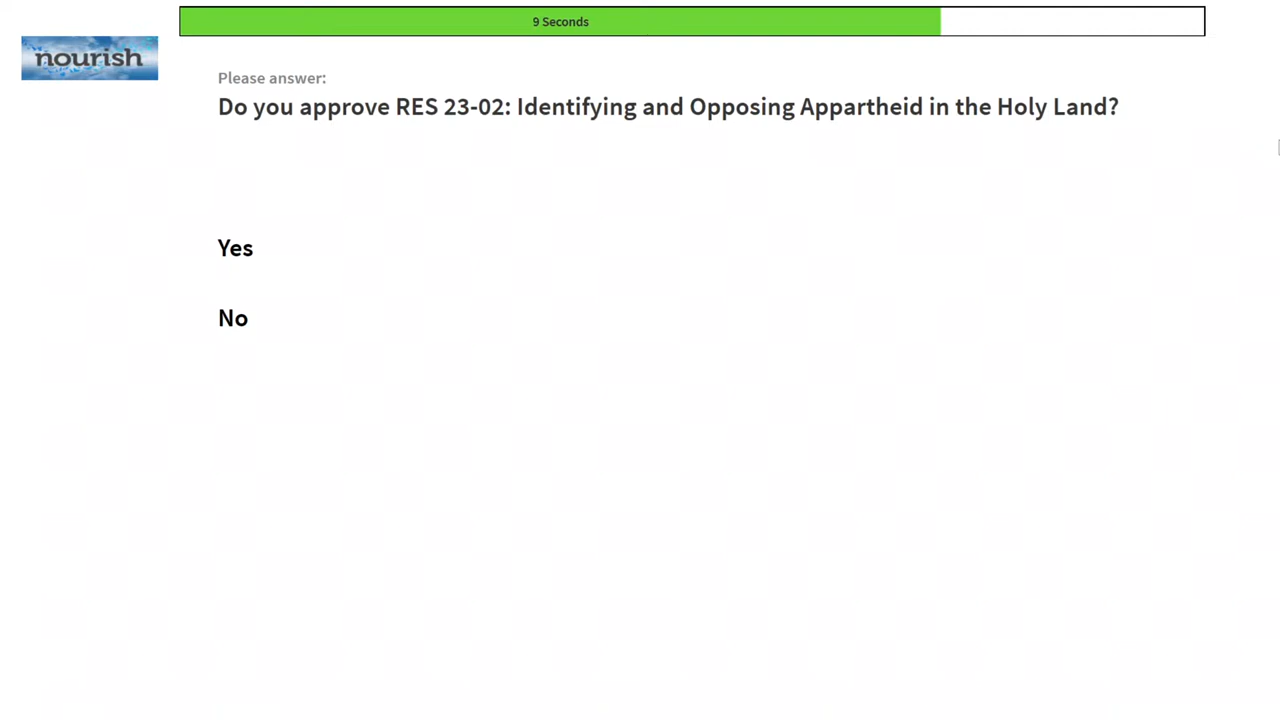 9 Seconds
nourish
Please answer:
Do you approve RES 23-02: Identifying and Opposing Appartheid in the Holy Land?
Yes
No